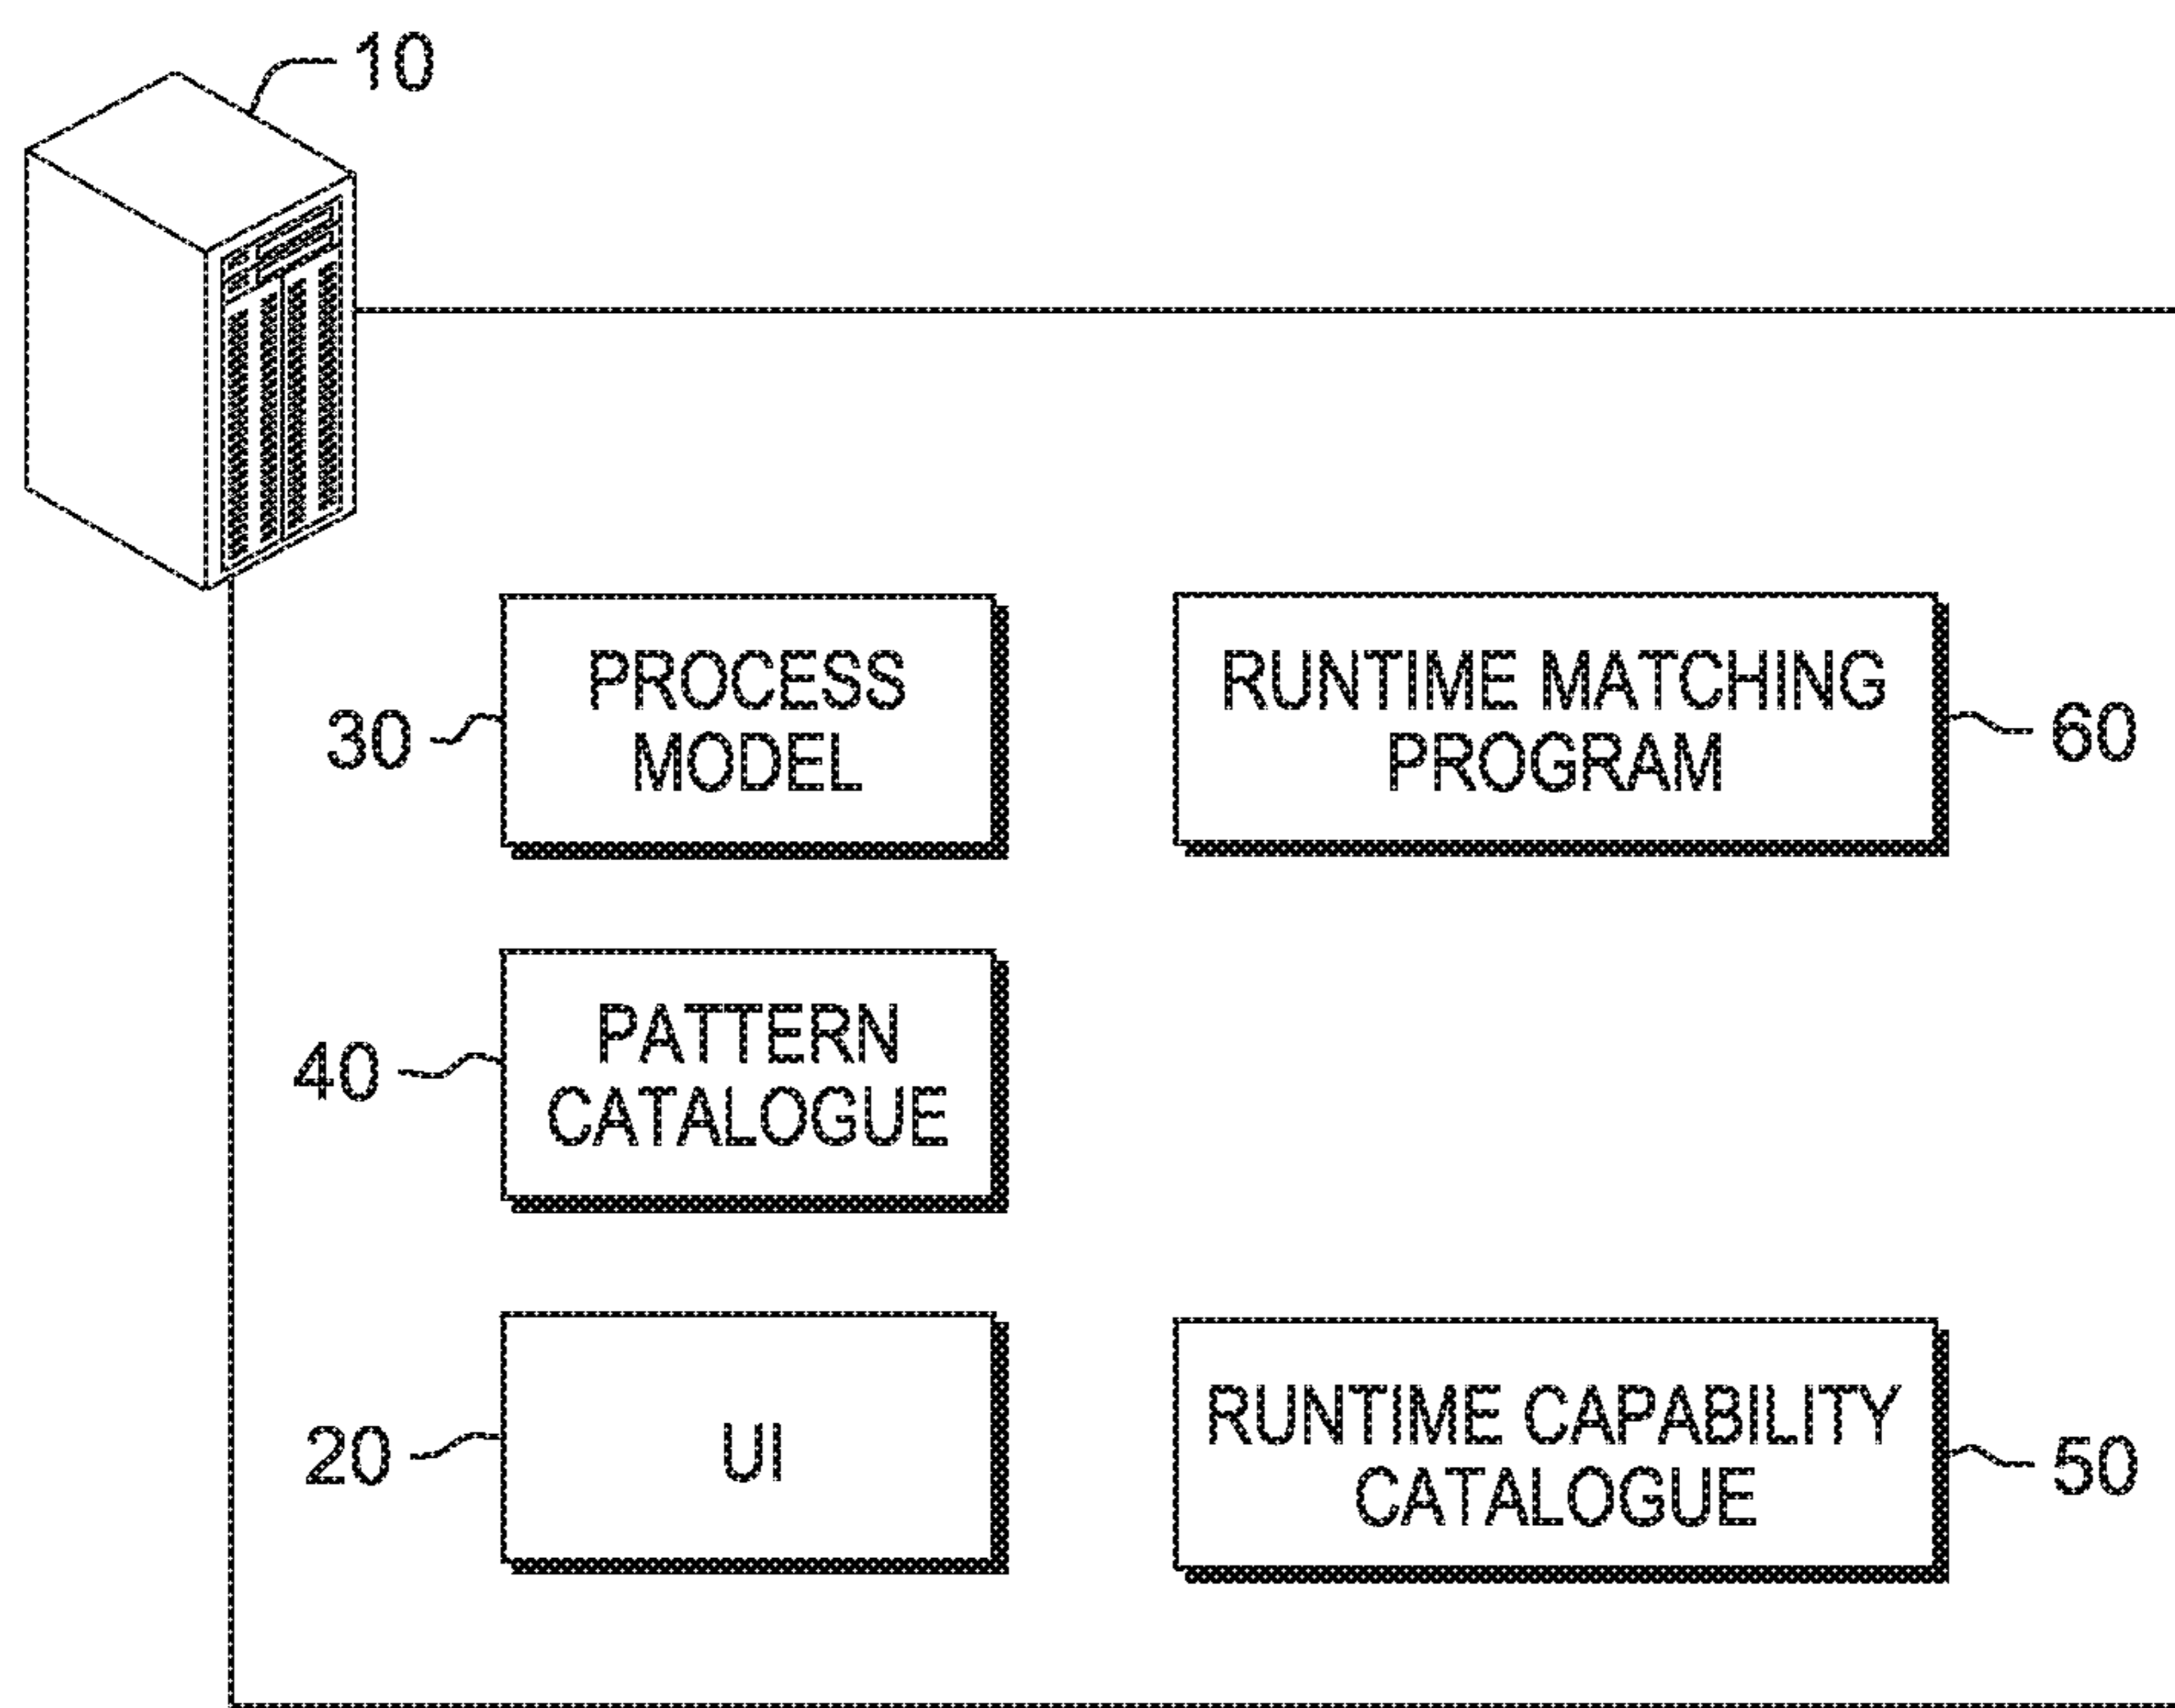 10
PROCESS
MODEL
30
RUNTIME MATCHING
PROGRAM
60
PATTERN
CATALOGUE
40
UI
20
RUNTIME CAPABILITY
CATALOGUE
50